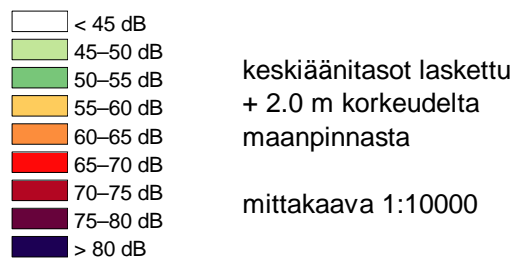 < 45 dB
45–50 dB
50–55 dB
55–60 dB
60–65 dB
65–70 dB
70–75 dB
75–80 dB
> 80 dB
keskiäänitasot laskettu
+ 2.0 m korkeudelta
maanpinnasta
mittakaava 1:10000